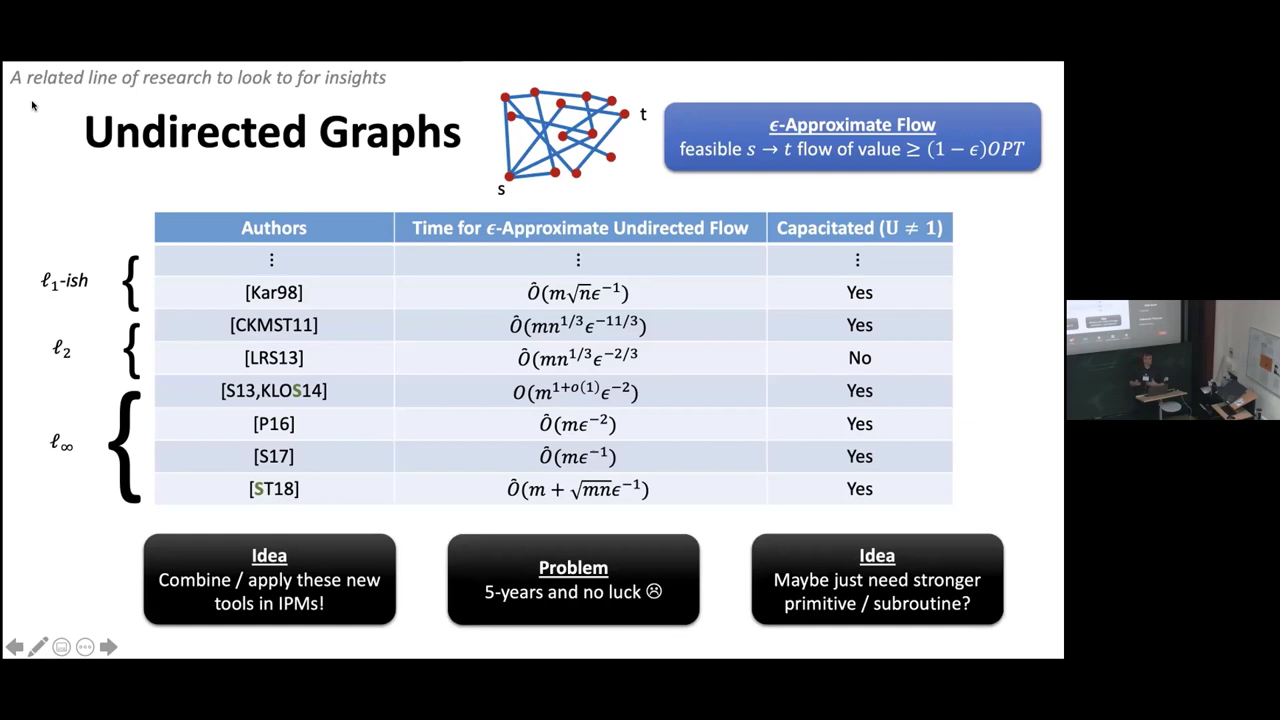 A related line of research to look to for insights
Undirected Graphs
s
t
ϵ-Approximate Flow
feasible s → t flow of value ≥ (1 − ϵ)OPT
Authors Time for ϵ-Approximate Undirected Flow Capacitated (U ≠ 1)
⋮ ⋮ ⋮
ℓ₁-ish {
[Kar98] Ô(m√nϵ⁻¹) Yes
[CKMST11] Ô(mn^{1/3}ϵ^{−11/3}) Yes
ℓ₂ {
[LRS13] Ô(mn^{1/3}ϵ^{−2/3} No
[S13,KLOS14] O(m^{1+o(1)}ϵ⁻²) Yes
[P16] Ô(mϵ⁻²) Yes
ℓ∞ {
[S17] Ô(mϵ⁻¹) Yes
[ST18] Ô(m + √mnϵ⁻¹) Yes
Idea
Combine / apply these new
tools in IPMs!
Problem
5-years and no luck ☹
Idea
Maybe just need stronger
primitive / subroutine?